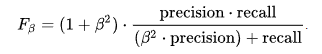 F_β = (1 + β²) · precision · recall / ((β² · precision) + recall)